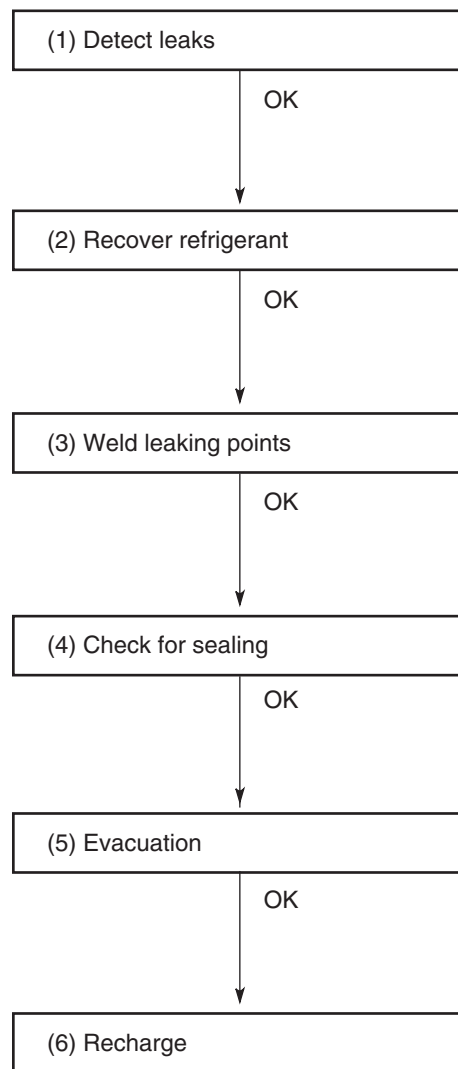 (1) Detect leaks
OK
(2) Recover refrigerant
OK
(3) Weld leaking points
OK
(4) Check for sealing
OK
(5) Evacuation
OK
(6) Recharge